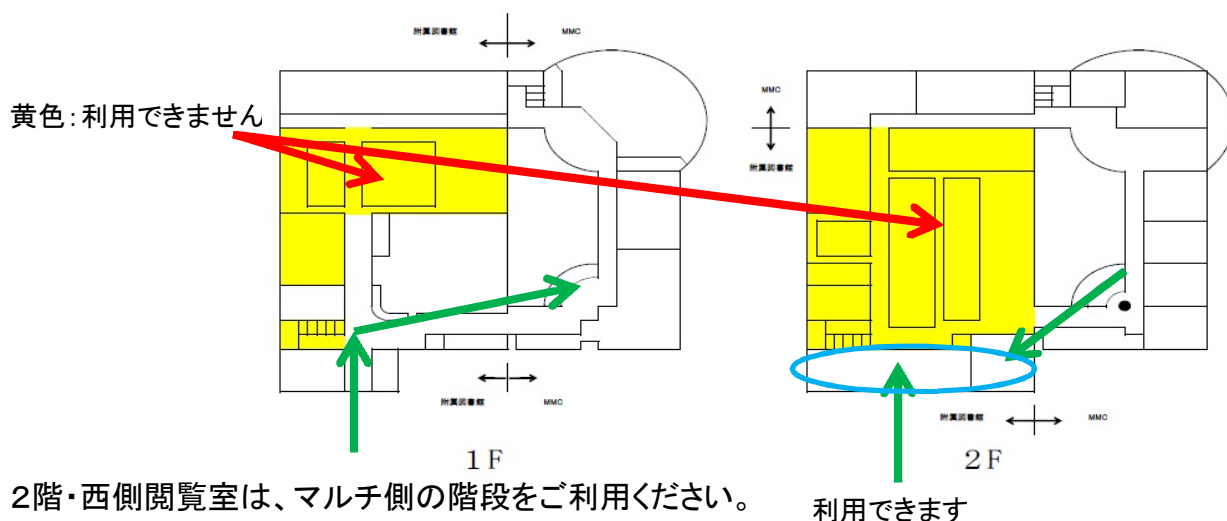 附属図書館 MMC
黄色：利用できません
MMC
附属図書館
附属図書館 MMC
附属図書館 MMC
１F
２F
２階・西側閲覧室は、マルチ側の階段をご利用ください。
利用できます